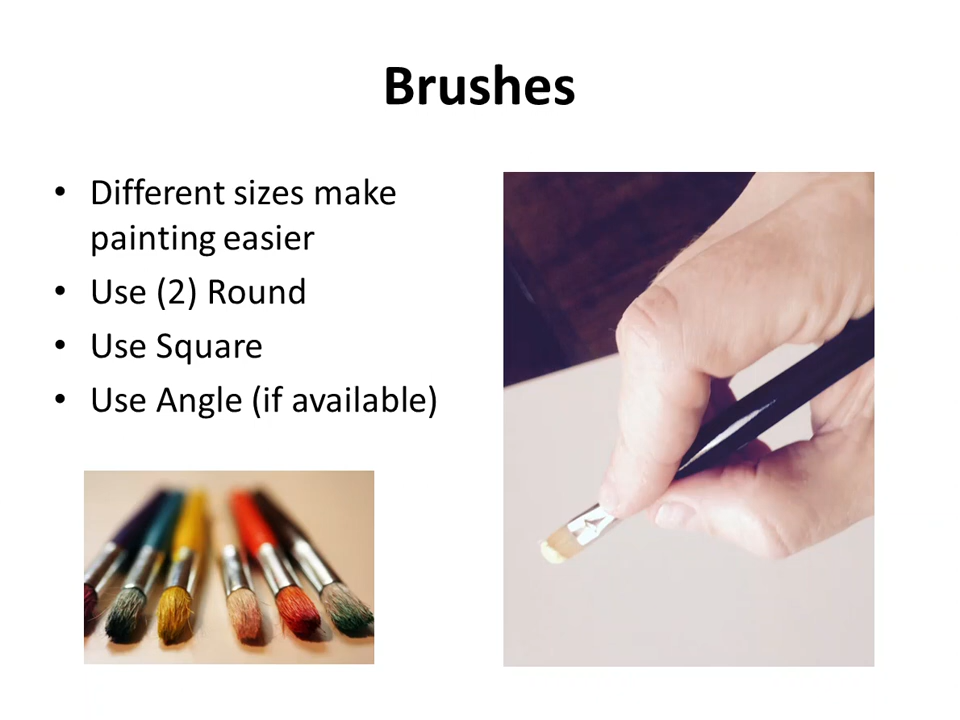 Brushes
• Different sizes make
painting easier
• Use (2) Round
• Use Square
• Use Angle (if available)